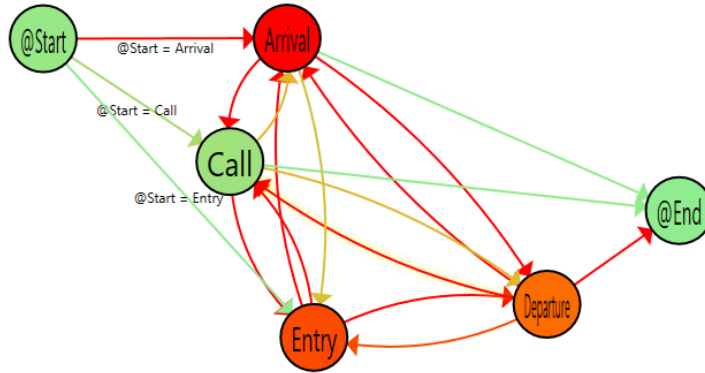 @Start
Arrival
@Start = Arrival
@Start = Call
Call
@Start = Entry
@End
Departure
Entry